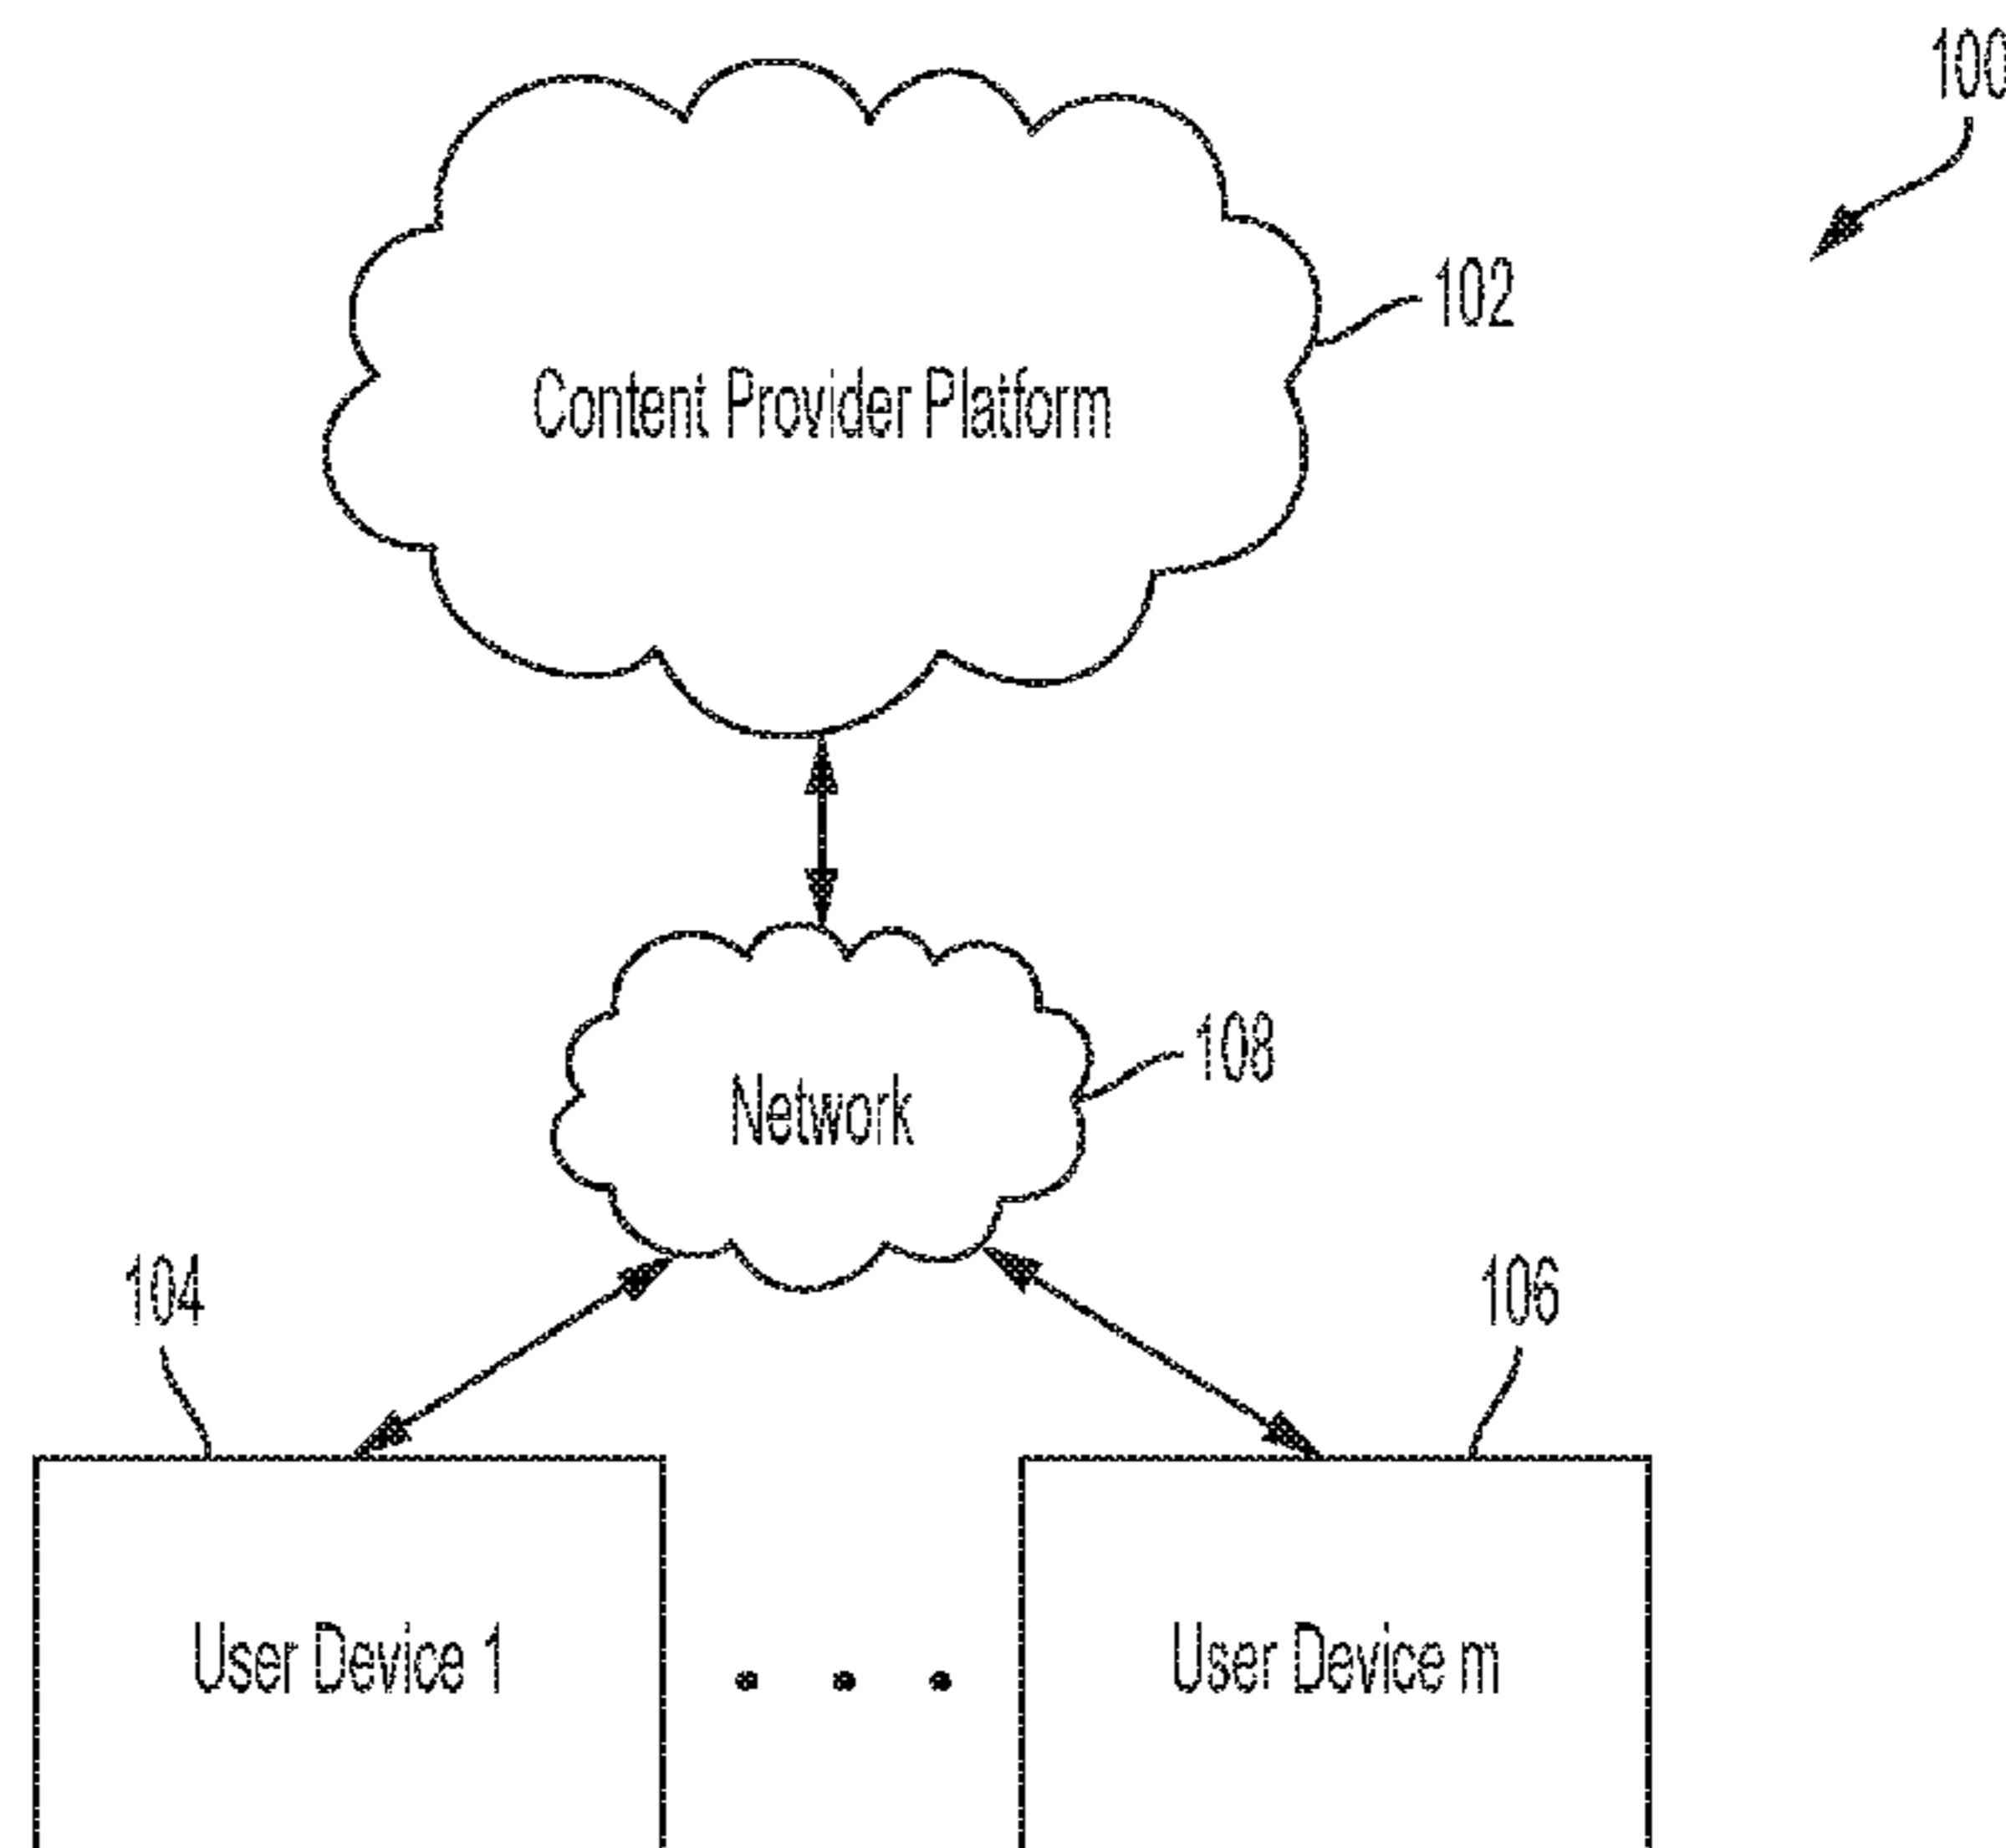 100
102
Content Provider Platform
108
Network
104
106
User Device 1
User Device m